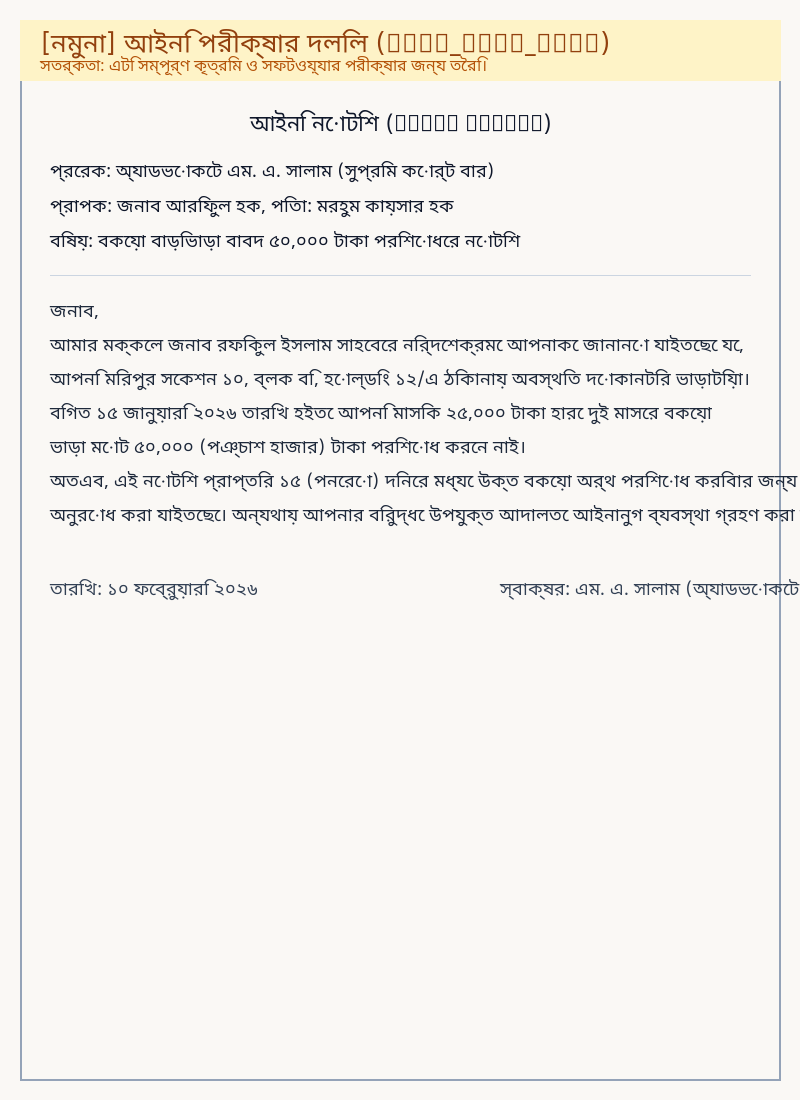 [নমুনা] আইনি পরীক্ষার দলিল (
সতর্কতা: এটি সম্পূর্ণ কৃত্রিম ও সফটওয়্যার পরীক্ষার জন্য তৈরি।
আইনি নোটিশ (
প্রেরক: অ্যাডভোকেট এম. এ. সালাম (সুপ্রিম কোর্ট বার)
প্রাপক: জনাব আরিফুল হক, পিতা: মরহুম কায়সার হক
বিষয়: বকেয়া বাড়িভাড়া বাবদ ৫০,০০০ টাকা পরিশোধের নোটিশ
জনাব,
আমার মক্কেল জনাব রফিকুল ইসলাম সাহেবের নির্দেশক্রমে আপনাকে জানানো যাইতেছে যে,
আপনি মিরপুর সেকশন ১০, ব্লক বি, হোল্ডিং ১২/এ ঠিকানায় অবস্থিত দোকানটির ভাড়াটিয়া।
বিগত ১৫ জানুয়ারি ২০২৬ তারিখ হইতে আপনি মাসিক ২৫,০০০ টাকা হারে দুই মাসের বকেয়া
ভাড়া মোট ৫০,০০০ (পঞ্চাশ হাজার) টাকা পরিশোধ করেন নাই।
অতএব, এই নোটিশ প্রাপ্তির ১৫ (পনেরো) দিনের মধ্যে উক্ত বকেয়া অর্থ পরিশোধ করিবার জন্য
অনুরোধ করা যাইতেছে। অন্যথায় আপনার বিরুদ্ধে উপযুক্ত আদালতে আইনানুগ ব্যবস্থা গ্রহণ করা
তারিখ: ১০ ফেব্রুয়ারি ২০২৬
স্বাক্ষর: এম. এ. সালাম (অ্যাডভোকেট